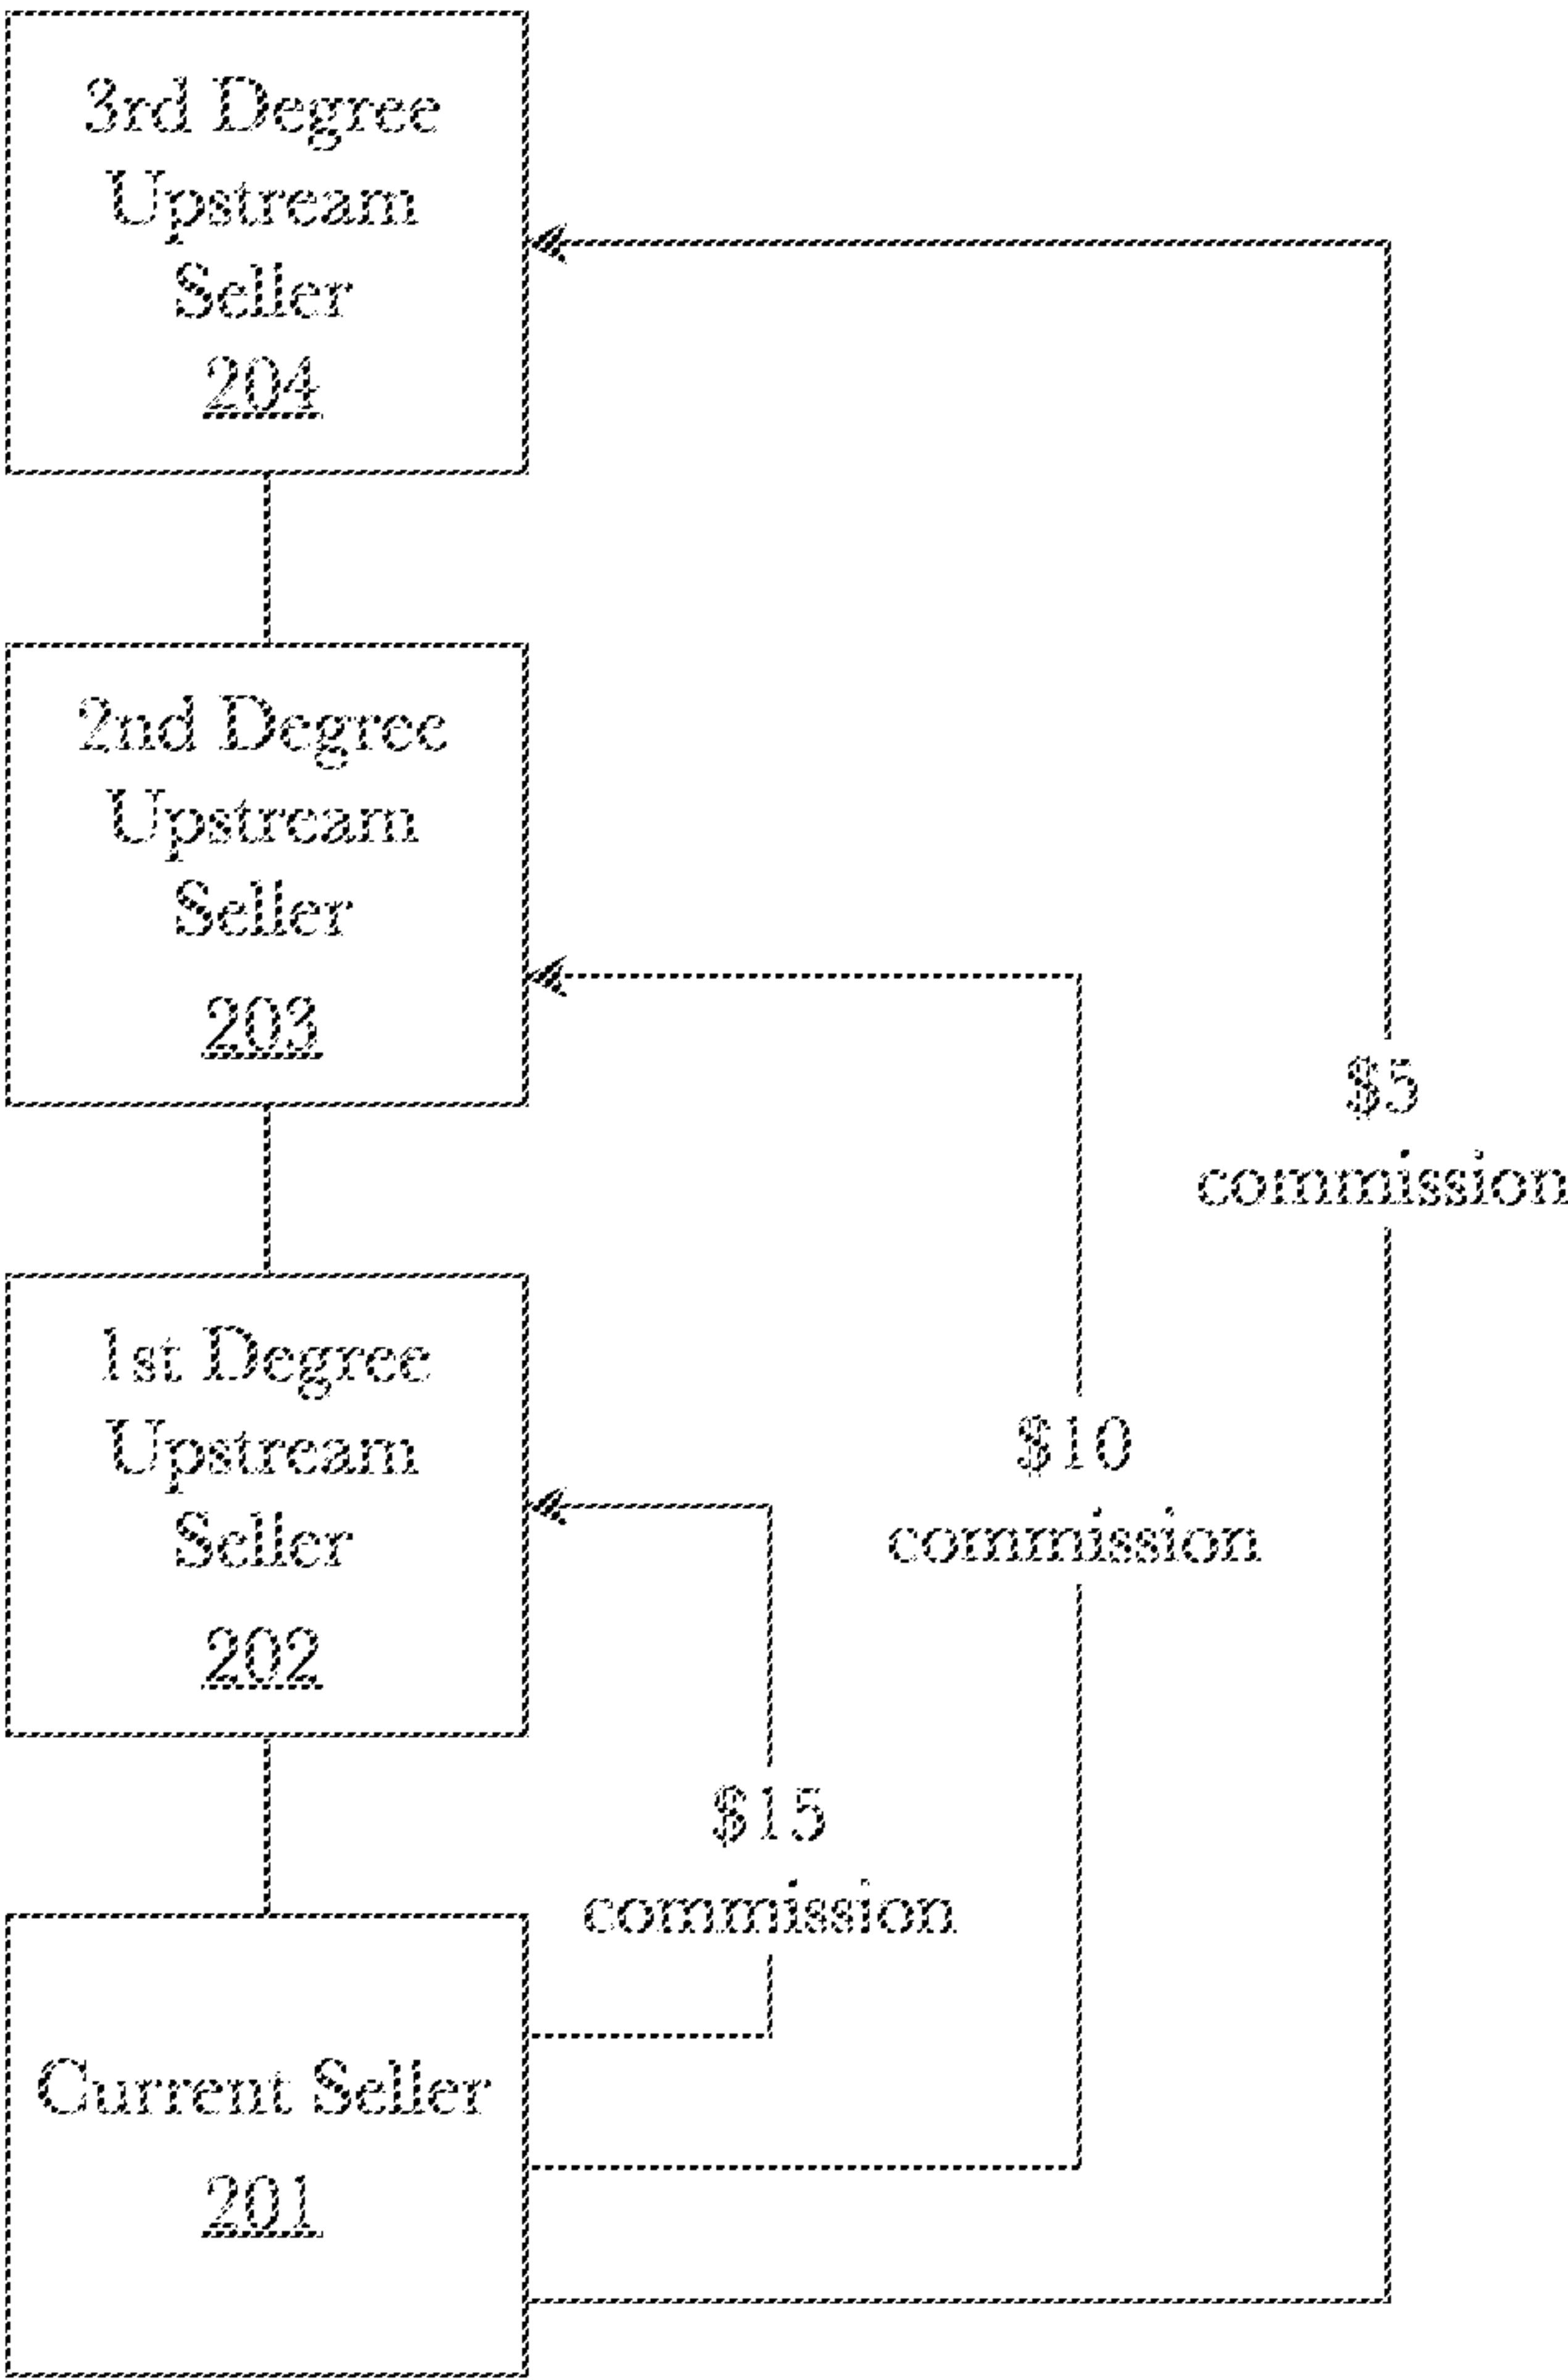 3rd Degree
Upstream
Seller
204
2nd Degree
Upstream
Seller
203
$5
commission
1st Degree
Upstream
Seller
202
$10
commission
$15
commission
Current Seller
201